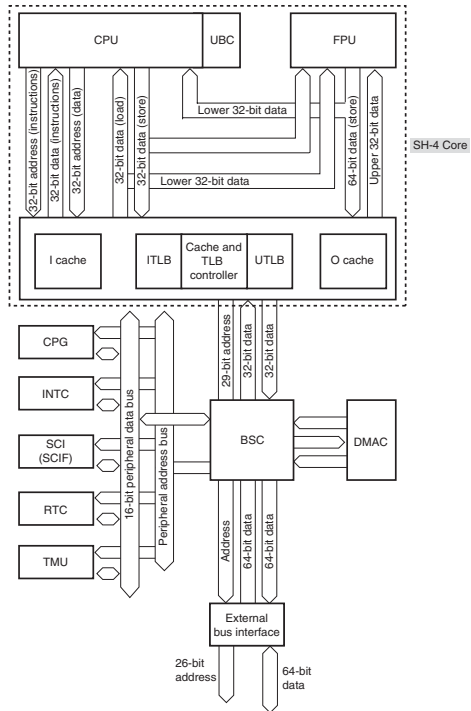 CPU
UBC
FPU
32-bit address (instructions)
32-bit data (instructions)
32-bit address (data)
32-bit data (load)
32-bit data (store)
Lower 32-bit data
Lower 32-bit data
64-bit data (store)
Upper 32-bit data
SH-4 Core
I cache
ITLB
Cache and
TLB
controller
UTLB
O cache
29-bit address
32-bit data
32-bit data
CPG
INTC
SCI
(SCIF)
RTC
TMU
16-bit peripheral data bus
Peripheral address bus
BSC
DMAC
Address
64-bit data
64-bit data
External
bus interface
26-bit
address
64-bit
data